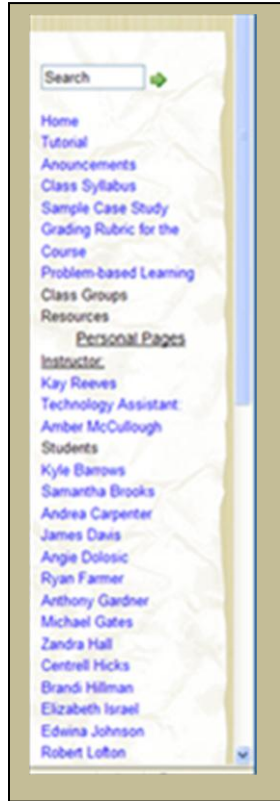 Search
Home
Tutorial
Anouncements
Class Syllabus
Sample Case Study
Grading Rubric for the
Course
Problem-based Learning
Class Groups
Resources
Personal Pages
Instructor:
Kay Reeves
Technology Assistant:
Amber McCullough
Students
Kyle Barrows
Samantha Brooks
Andrea Carpenter
James Davis
Angie Dolosic
Ryan Farmer
Anthony Gardner
Michael Gates
Zandra Hall
Centrell Hicks
Brandi Hillman
Elizabeth Israel
Edwina Johnson
Robert Lofton